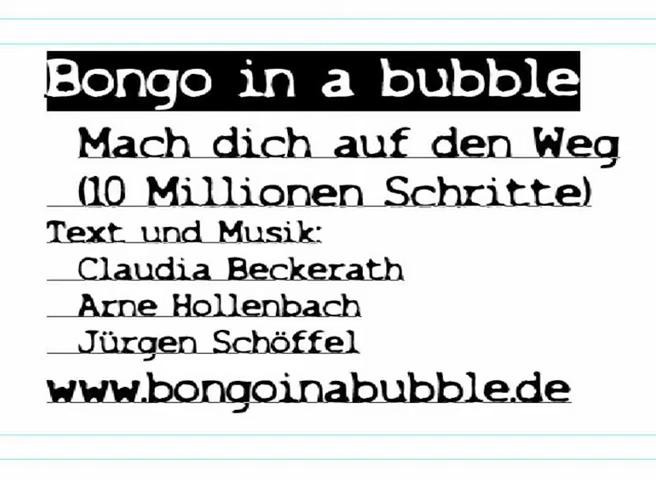 Bongo in a bubble
Mach dich auf den Weg
(10 Millionen Schritte)
Text und Musik:
Claudia Beckerath
Arne Hollenbach
Jürgen Schöffel
www.bongoinabubble.de